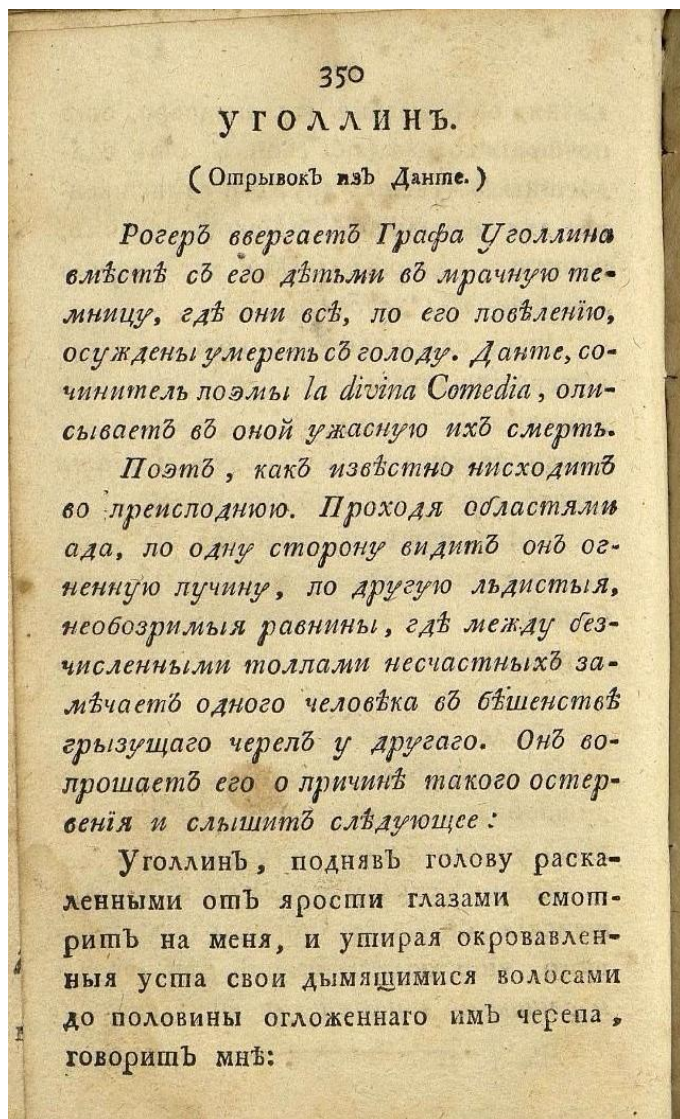 350
УГОЛЛИНЪ.
(Отрывокъ изъ Данте.)
Рогеръ ввергаетъ Графа Уголлина
вмѣстѣ съ его дѣтьми въ мрачную те-
мницу, гдѣ они всѣ, по его повѣленію,
осуждены умереть съ голоду. Данте, со-
чинитель поэмы la divina Comedia, опи-
сываетъ въ оной ужасную ихъ смерть.
Поэтъ, какъ извѣстно нисходитъ
во преисподнюю. Проходя областями
ада, по одну сторону видитъ онъ ог-
ненную пучину, по другую льдистыя,
необозримыя равнины, гдѣ между без-
численными толпами несчастныхъ за-
мѣчаетъ одного человѣка въ бѣшенствѣ
грызущаго черепъ у другаго. Онъ во-
прошаетъ его о причинѣ такого остер-
венія и слышитъ слѣдующее:
Уголлинъ, поднявъ голову раска-
ленными отъ ярости глазами смот-
ритъ на меня, и утирая окровавлен-
ныя уста свои дымящимися волосами
до половины огложеннаго имъ черепа,
говоритъ мнѣ: